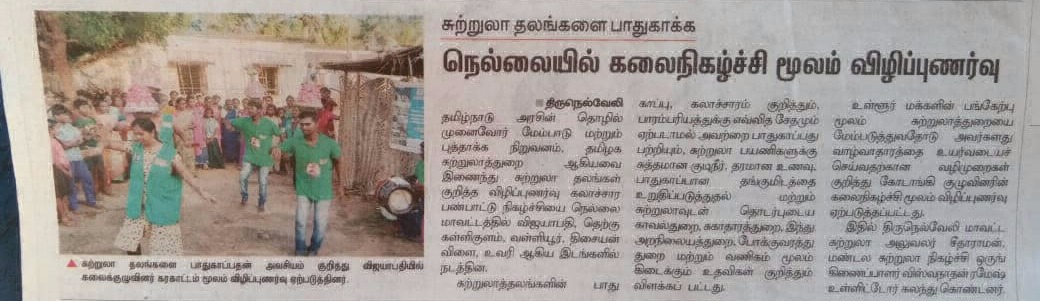 சுற்றுலா தலங்களை பாதுகாக்க
நெல்லையில் கலைநிகழ்ச்சி மூலம் விழிப்புணர்வு
▲ சுற்றுலா தலங்களை பாதுகாப்பதன் அவசியம் குறித்து விஜயாபதியில்
கலைக்குழுவினர் கரகாட்டம் மூலம் விழிப்புணர்வு ஏற்படுத்தினர்.
■ திருநெல்வேலி
தமிழ்நாடு அரசின் தொழில்
முனைவோர் மேம்பாடு மற்றும்
புத்தாக்க நிறுவனம், தமிழக
சுற்றுலாத்துறை ஆகியவை
இணைந்து சுற்றுலா தலங்கள்
குறித்த விழிப்புணர்வு கலாச்சார
பண்பாட்டு நிகழ்ச்சியை நெல்லை
மாவட்டத்தில் விஜயாபதி, தெற்கு
கள்ளிகுளம், வள்ளியூர், திசையன்
விளை, உவரி ஆகிய இடங்களில்
நடத்தின.
சுற்றுலாத்தலங்களின் பாது
காப்பு, கலாச்சாரம் குறித்தும்,
பாரம்பரியத்துக்கு எவ்வித சேதமும்
ஏற்படாமல் அவற்றை பாதுகாப்பது
பற்றியும், சுற்றுலா பயணிகளுக்கு
சுத்தமான குடிநீர், தரமான உணவு,
பாதுகாப்பான தங்குமிடத்தை
உறுதிப்படுத்துதல் மற்றும்
சுற்றுலாவுடன் தொடர்புடைய
காவல்துறை, சுகாதாரத்துறை, இந்து
அறநிலையத்துறை, போக்குவரத்து
துறை மற்றும் வணிகம் மூலம்
கிடைக்கும் உதவிகள் குறித்தும்
விளக்கப் பட்டது.
உள்ளூர் மக்களின் பங்கேற்பு
மூலம் சுற்றுலாத்துறையை
மேம்படுத்துவதோடு அவர்களது
வாழ்வாதாரத்தை உயர்வடையச்
செய்வதற்கான வழிமுறைகள்
குறித்து கோடாங்கி குழுவினரின்
கலைநிகழ்ச்சி மூலம் விழிப்புணர்வு
ஏற்படுத்தப்பட்டது.
இதில் திருநெல்வேலி மாவட்ட
சுற்றுலா அலுவலர் சீதாராமன்,
மண்டல சுற்றுலா நிகழ்ச்சி ஒருங்
கிணைப்பாளர் விஸ்வநாதன் ரமேஷ்
உள்ளிட்டோர் கலந்து கொண்டனர்.